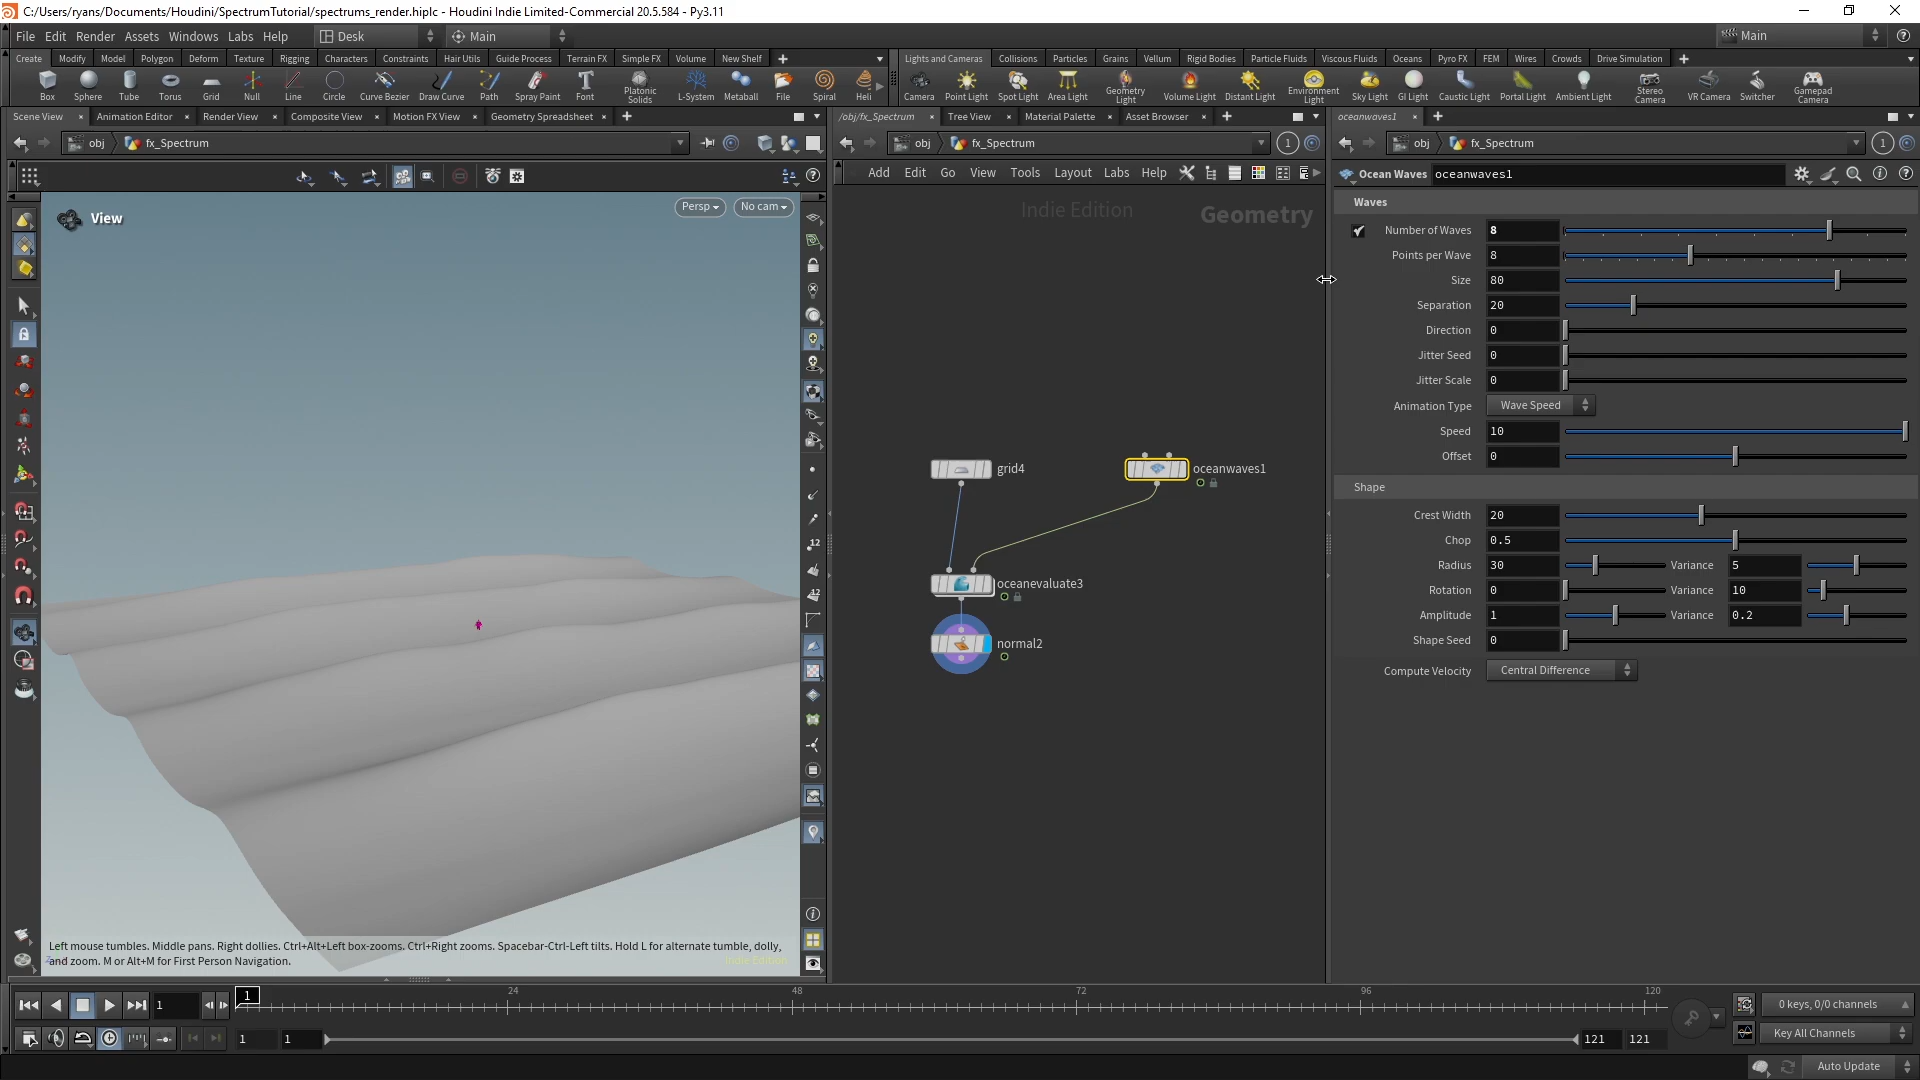 C:/Users/ryans/Documents/Houdini/SpectrumTutorial/spectrums_render.hiplc - Houdini Indie Limited-Commercial 20.5.584 - Py3.11
File Edit Render Assets Windows Labs Help Desk Main Main
Create Modify Model Polygon Deform Texture Rigging Characters Constraints Hair Utils Guide Process Terrain FX Simple FX Volume New Shelf
Lights and Cameras Collisions Particles Grains Vellum Rigid Bodies Particle Fluids Viscous Fluids Oceans Pyro FX FEM Wires Crowds Drive Simulation
Box Sphere Tube Torus Grid Null Line Circle Curve Bezier Draw Curve Path Spray Paint Font Platonic Solids L-System Metaball File Spiral Heli
Camera Point Light Spot Light Area Light Geometry Light Volume Light Distant Light Environment Light Sky Light GI Light Caustic Light Portal Light Ambient Light Stereo Camera VR Camera Switcher Gamepad Camera
Scene View Animation Editor Render View Composite View Motion FX View Geometry Spreadsheet
/obj/fx_Spectrum Tree View Material Palette Asset Browser
oceanwaves1
obj fx_Spectrum
obj fx_Spectrum 1
obj fx_Spectrum 1
Add Edit Go View Tools Layout Labs Help
Ocean Waves oceanwaves1
View
Persp
No cam
Indie Edition
Geometry
Waves
Number of Waves 8
Points per Wave 8
Size 80
Separation 20
Direction 0
Jitter Seed 0
Jitter Scale 0
Animation Type Wave Speed
Speed 10
Offset 0
Shape
Crest Width 20
Chop 0.5
Radius 30 Variance 5
Rotation 0 Variance 10
Amplitude 1 Variance 0.2
Shape Seed 0
Compute Velocity Central Difference
grid4
oceanwaves1
oceanevaluate3
normal2
12
12
Left mouse tumbles. Middle pans. Right dollies. Ctrl+Alt+Left box-zooms. Ctrl+Right zooms. Spacebar-Ctrl-Left tilts. Hold L for alternate tumble, dolly,
and zoom. M or Alt+M for First Person Navigation.
Indie Edition
1 1 24 48 72 96 120
0 keys, 0/0 channels
1 1 121 121
Key All Channels
Auto Update